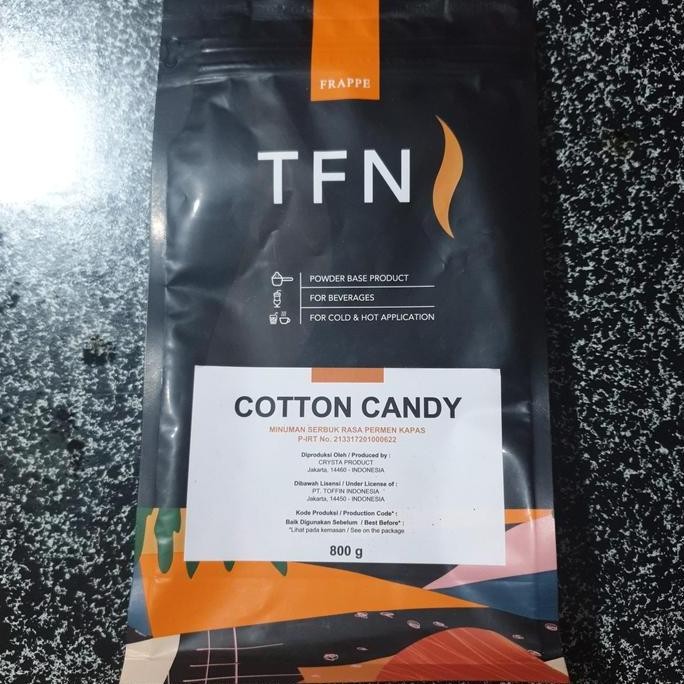 FRAPPE
TFN
POWDER BASE PRODUCT
FOR BEVERAGES
FOR COLD & HOT APPLICATION
COTTON CANDY
MINUMAN SERBUK RASA PERMEN KAPAS
P-IRT No. 213317201000622
Diproduksi Oleh / Produced by :
CRYSTA PRODUCT
Jakarta, 14460 - INDONESIA
Dibawah Lisensi / Under License of :
PT. TOFFIN INDONESIA
Jakarta, 14450 - INDONESIA
Kode Produksi / Production Code* :
Baik Digunakan Sebelum / Best Before* :
*Lihat pada kemasan / See on the package
800 g